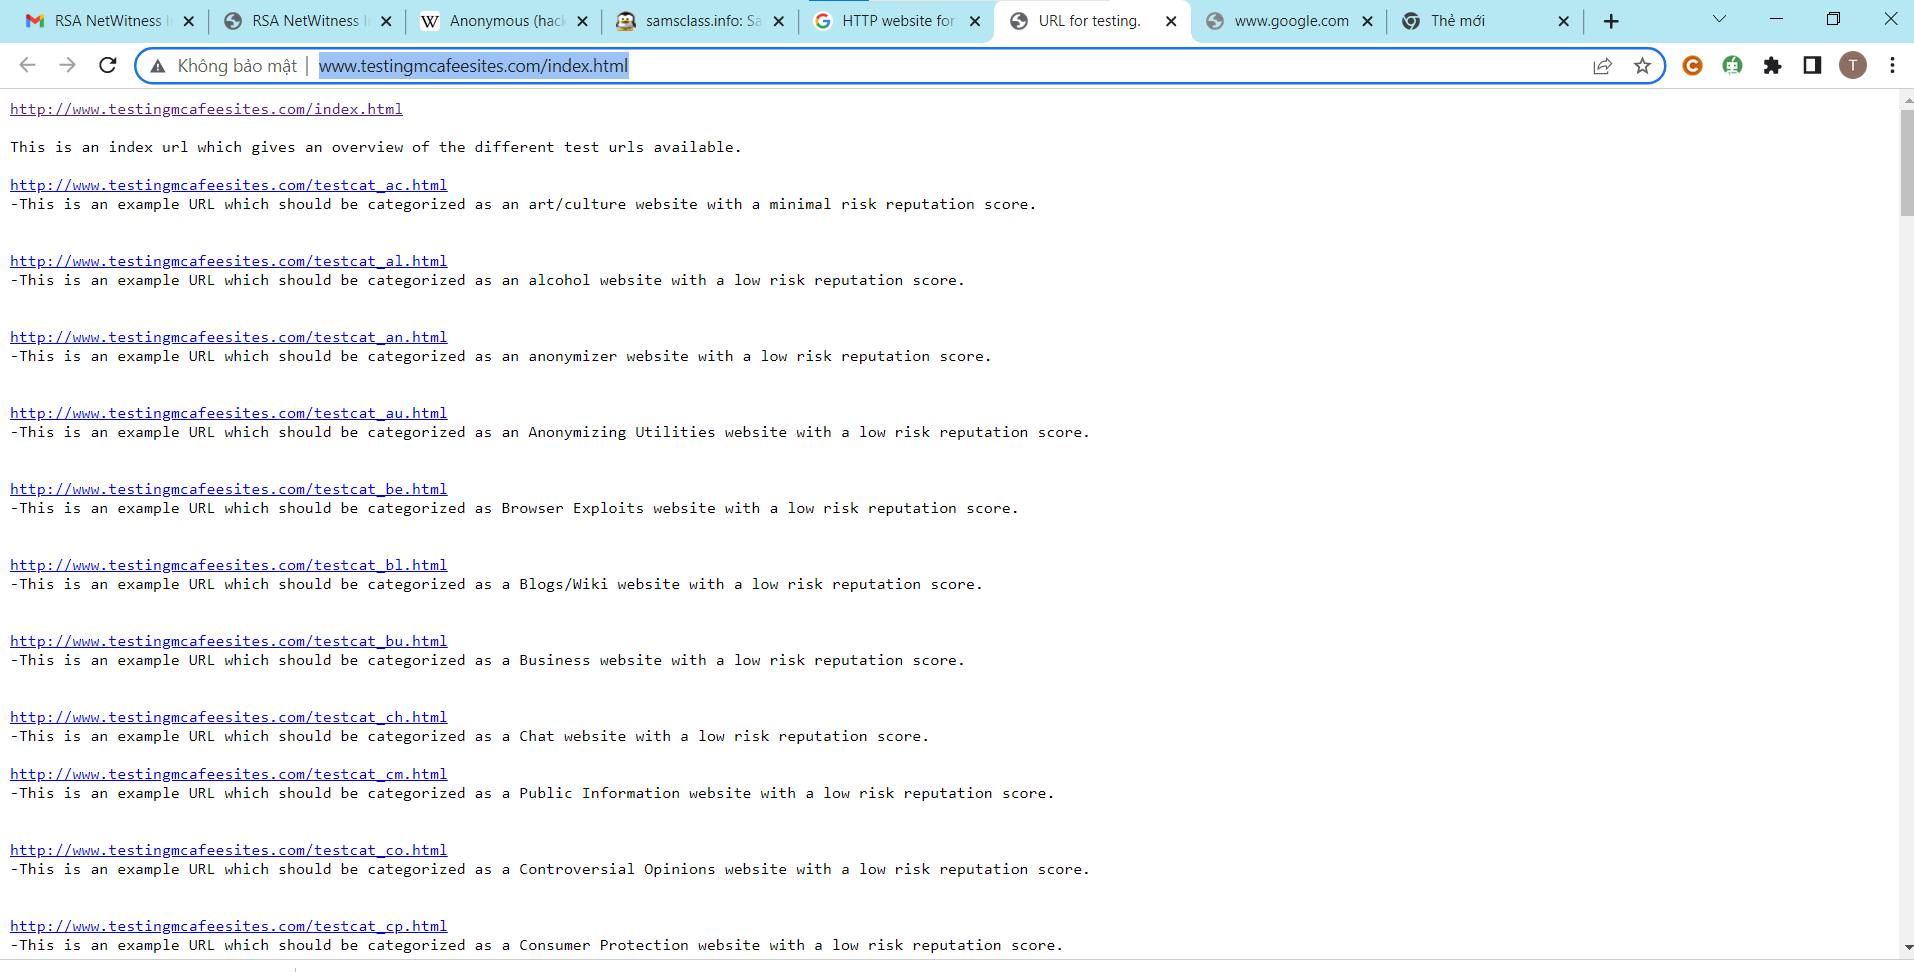 RSA NetWitness I
RSA NetWitness I
Anonymous (hack
samsclass.info: Sa
HTTP website for
URL for testing.
www.google.com
Thẻ mới
Không bảo mật
www.testingmcafeesites.com/index.html
T
http://www.testingmcafeesites.com/index.html
This is an index url which gives an overview of the different test urls available.
http://www.testingmcafeesites.com/testcat_ac.html
-This is an example URL which should be categorized as an art/culture website with a minimal risk reputation score.
http://www.testingmcafeesites.com/testcat_al.html
-This is an example URL which should be categorized as an alcohol website with a low risk reputation score.
http://www.testingmcafeesites.com/testcat_an.html
-This is an example URL which should be categorized as an anonymizer website with a low risk reputation score.
http://www.testingmcafeesites.com/testcat_au.html
-This is an example URL which should be categorized as an Anonymizing Utilities website with a low risk reputation score.
http://www.testingmcafeesites.com/testcat_be.html
-This is an example URL which should be categorized as Browser Exploits website with a low risk reputation score.
http://www.testingmcafeesites.com/testcat_bl.html
-This is an example URL which should be categorized as a Blogs/Wiki website with a low risk reputation score.
http://www.testingmcafeesites.com/testcat_bu.html
-This is an example URL which should be categorized as a Business website with a low risk reputation score.
http://www.testingmcafeesites.com/testcat_ch.html
-This is an example URL which should be categorized as a Chat website with a low risk reputation score.
http://www.testingmcafeesites.com/testcat_cm.html
-This is an example URL which should be categorized as a Public Information website with a low risk reputation score.
http://www.testingmcafeesites.com/testcat_co.html
-This is an example URL which should be categorized as a Controversial Opinions website with a low risk reputation score.
http://www.testingmcafeesites.com/testcat_cp.html
-This is an example URL which should be categorized as a Consumer Protection website with a low risk reputation score.